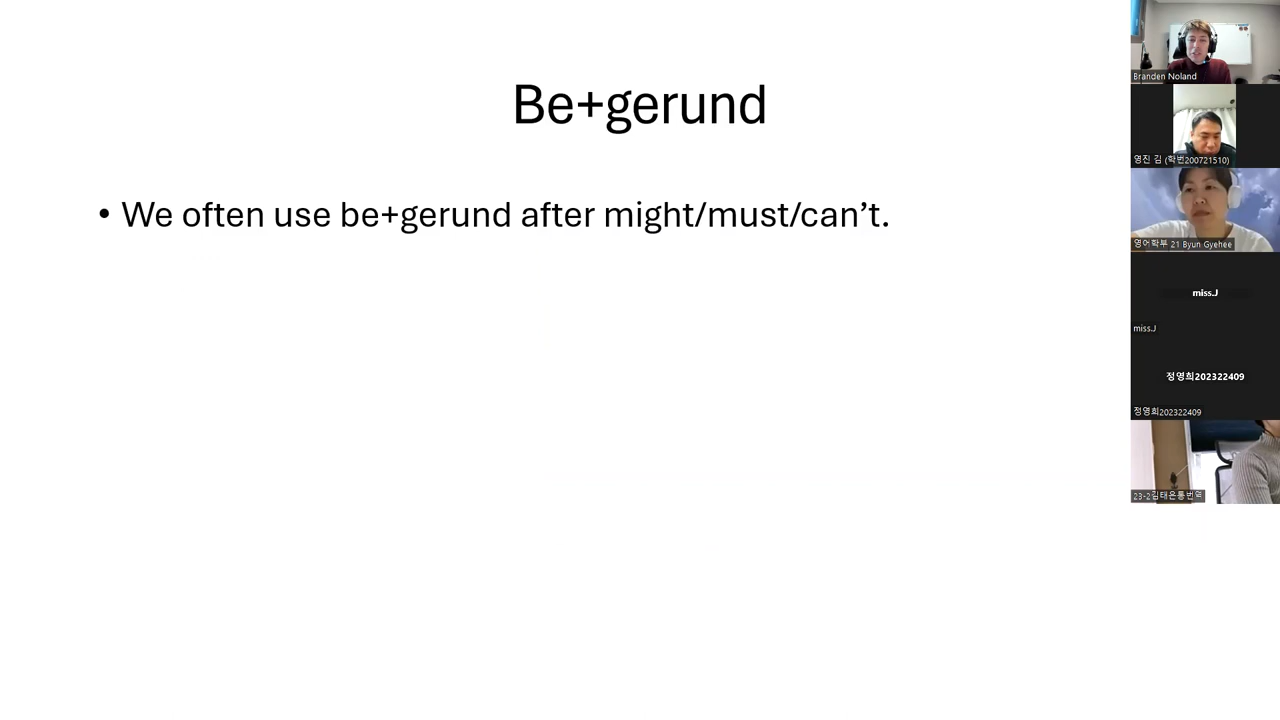 Be+gerund
• We often use be+gerund after might/must/can’t.
Branden Noland
영진 김 (학번200721510)
영어학부 21 Byun Gyehee
miss.J
miss.J
정영희202322409
정영희202322409
23-2김태은통번역